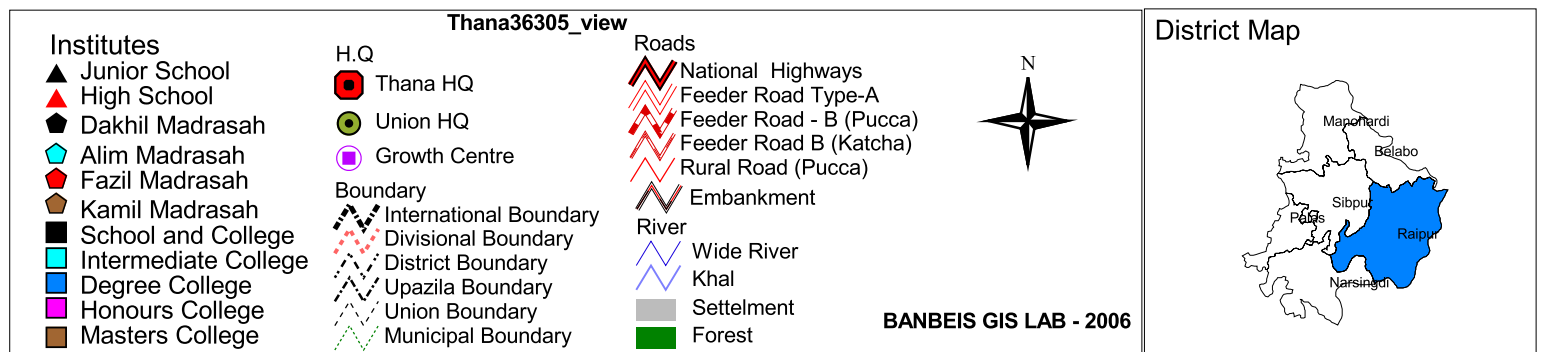 Thana36305_view
Institutes
Junior School
High School
Dakhil Madrasah
Alim Madrasah
Fazil Madrasah
Kamil Madrasah
School and College
Intermediate College
Degree College
Honours College
Masters College
H.Q
Thana HQ
Union HQ
Growth Centre
Boundary
International Boundary
Divisional Boundary
District Boundary
Upazila Boundary
Union Boundary
Municipal Boundary
Roads
National Highways
Feeder Road Type-A
Feeder Road - B (Pucca)
Feeder Road B (Katcha)
Rural Road (Pucca)
Embankment
River
Wide River
Khal
Settelment
Forest
N
BANBEIS GIS LAB - 2006
District Map
Manohardi
Belabo
Sibpur
Palas
Raipur
Narsingdi